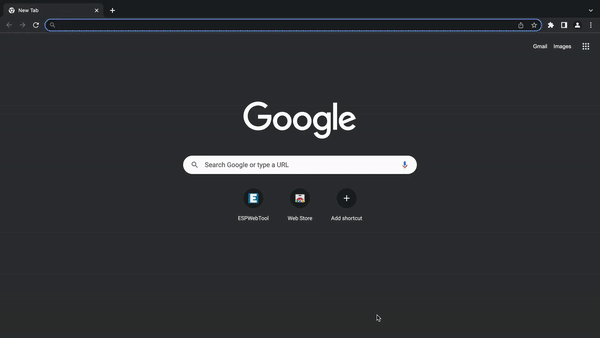 New Tab
Gmail Images
Google
Search Google or type a URL
E
ESPWebTool Web Store Add shortcut